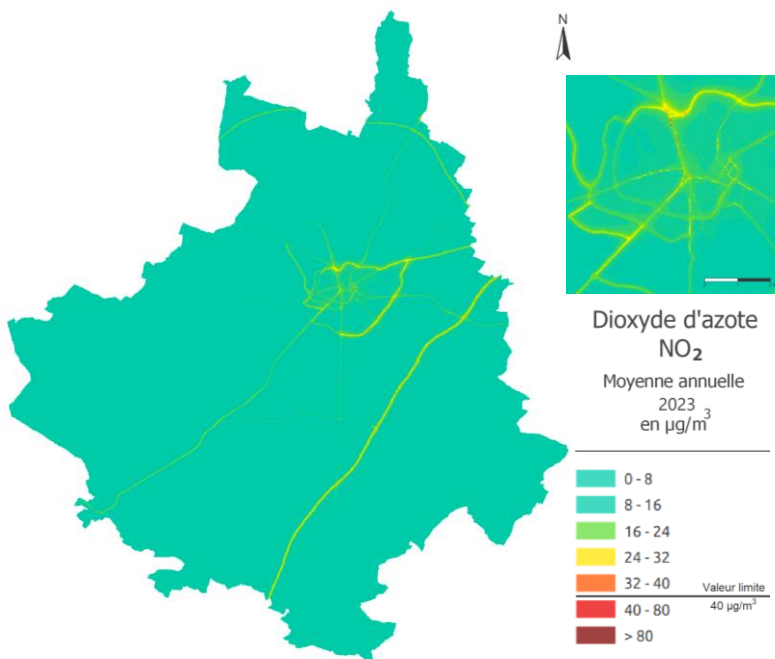 N
Dioxyde d'azote
NO2
Moyenne annuelle
2023
en µg/m3
0 - 8
8 - 16
16 - 24
24 - 32
32 - 40
Valeur limite
40 µg/m3
40 - 80
> 80